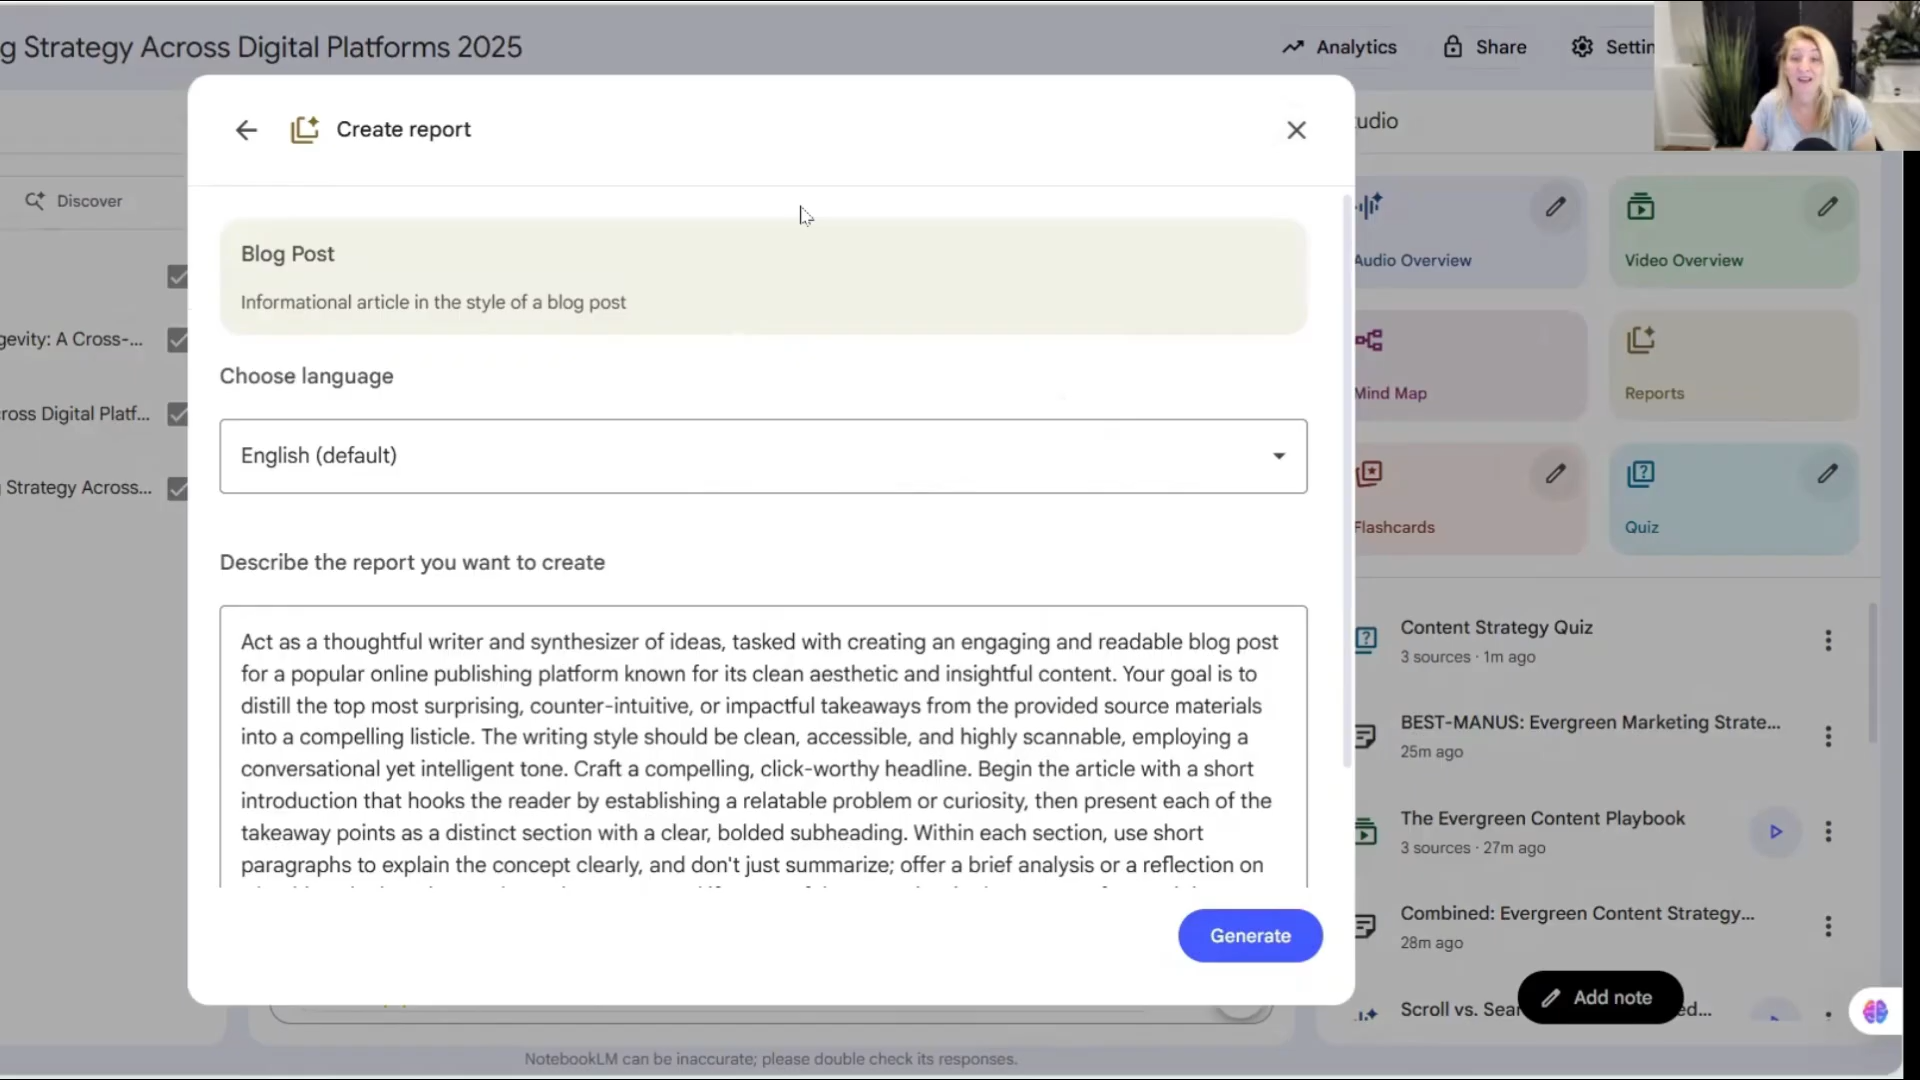 g Strategy Across Digital Platforms 2025
Analytics
Share
Settin
Create report
udio
Discover
Blog Post
Informational article in the style of a blog post
Audio Overview
Video Overview
gevity: A Cross-...
Choose language
Mind Map
Reports
ross Digital Platf...
English (default)
g Strategy Across...
Flashcards
Quiz
Describe the report you want to create
Act as a thoughtful writer and synthesizer of ideas, tasked with creating an engaging and readable blog post
for a popular online publishing platform known for its clean aesthetic and insightful content. Your goal is to
distill the top most surprising, counter-intuitive, or impactful takeaways from the provided source materials
into a compelling listicle. The writing style should be clean, accessible, and highly scannable, employing a
conversational yet intelligent tone. Craft a compelling, click-worthy headline. Begin the article with a short
introduction that hooks the reader by establishing a relatable problem or curiosity, then present each of the
takeaway points as a distinct section with a clear, bolded subheading. Within each section, use short
paragraphs to explain the concept clearly, and don't just summarize; offer a brief analysis or a reflection on
Generate
Content Strategy Quiz
3 sources · 1m ago
BEST-MANUS: Evergreen Marketing Strate...
25m ago
The Evergreen Content Playbook
3 sources · 27m ago
Combined: Evergreen Content Strategy...
28m ago
Scroll vs. Sear
ed...
Add note
NotebookLM can be inaccurate; please double check its responses.